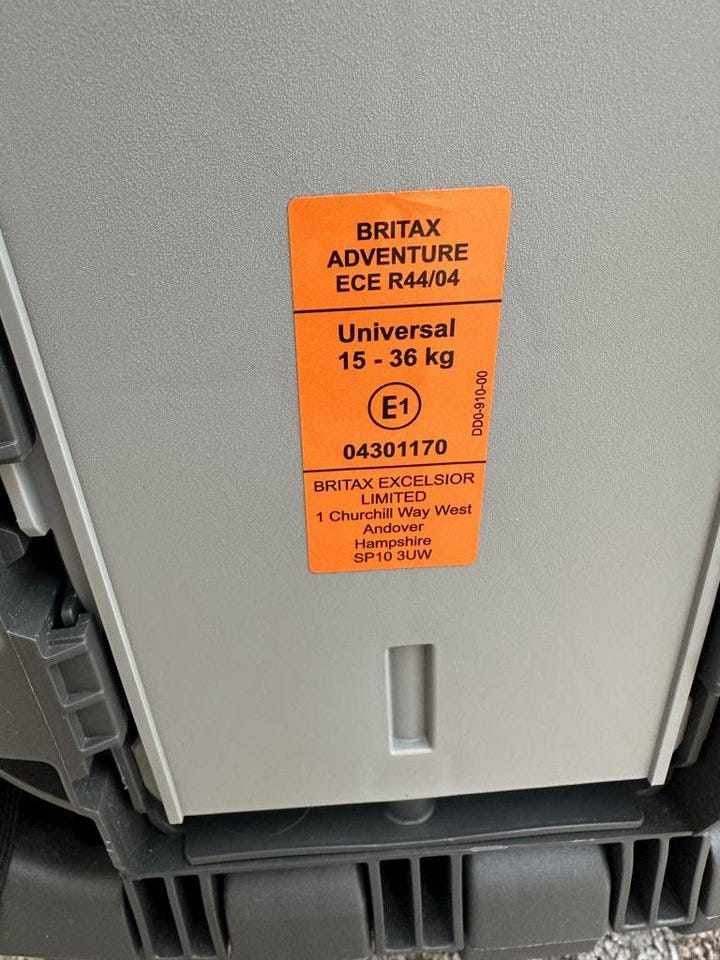 BRITAX
ADVENTURE
ECE R44/04
Universal
15 - 36 kg
E1
DD0-910-00
04301170
BRITAX EXCELSIOR
LIMITED
1 Churchill Way West
Andover
Hampshire
SP10 3UW